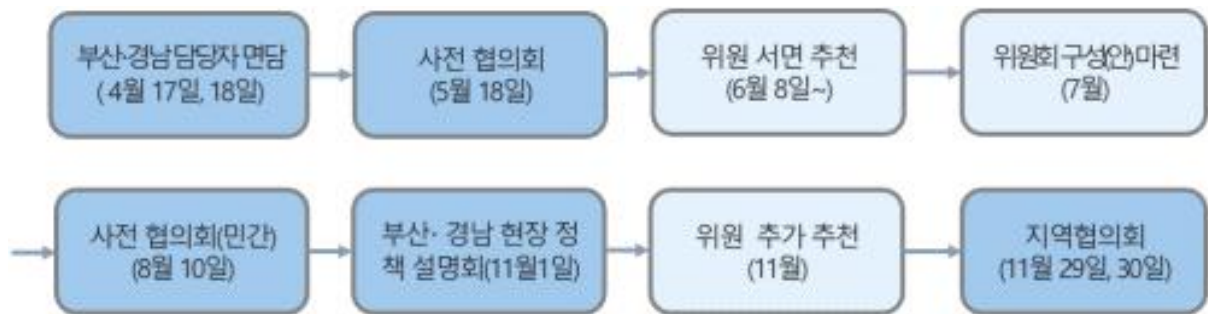 부산·경남 담당자 면담
( 4월 17일, 18일)
사전 협의회
(5월 18일)
위원 서면 추천
(6월 8일~)
위원회 구성(안) 마련
(7월)
사전 협의회(민간)
(8월 10일)
부산· 경남 현장 정
책 설명회(11월1일)
위원 추가 추천
(11월)
지역협의회
(11월 29일, 30일)